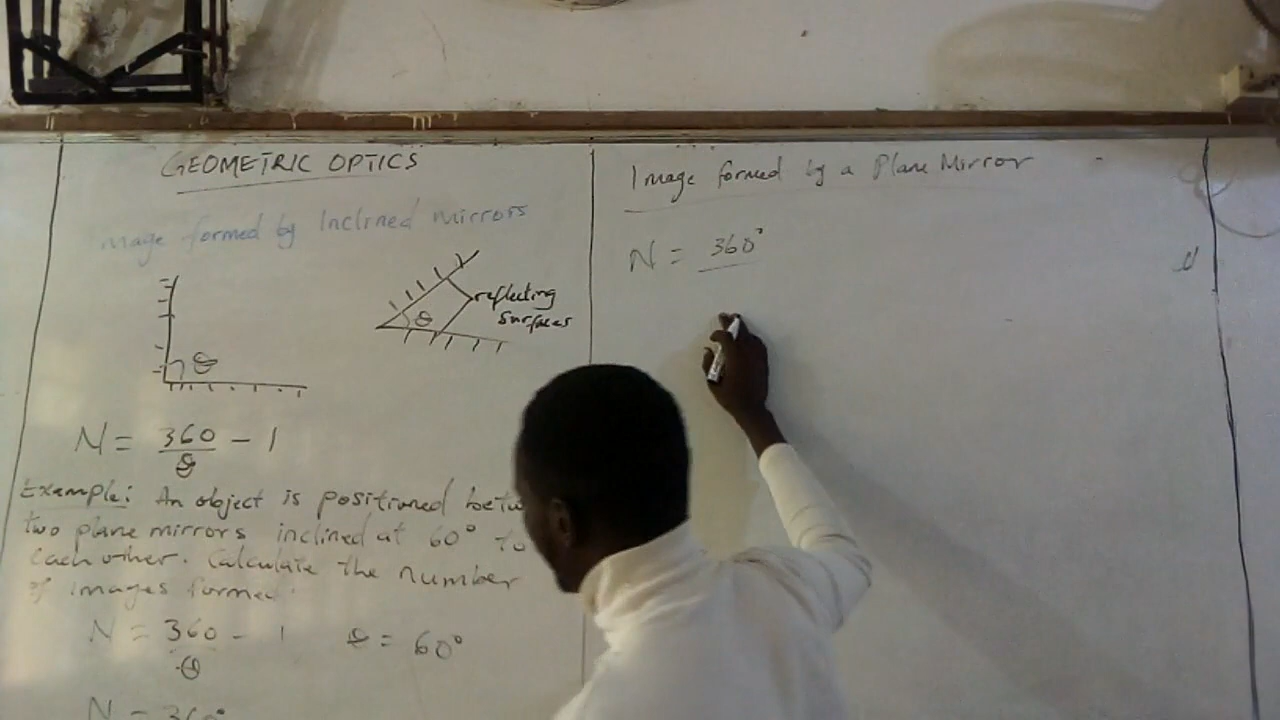 GEOMETRIC OPTICS
mage formed by Inclined mirrors
θ
θ
reflecting
surfaces
N = 360/θ - 1
Example: An object is positioned betw
two plane mirrors inclined at 60° to
each other. Calculate the number
of images formed.
N = 360/θ - 1 θ = 60°
N = 360°
Image formed by a Plane Mirror
N = 360°